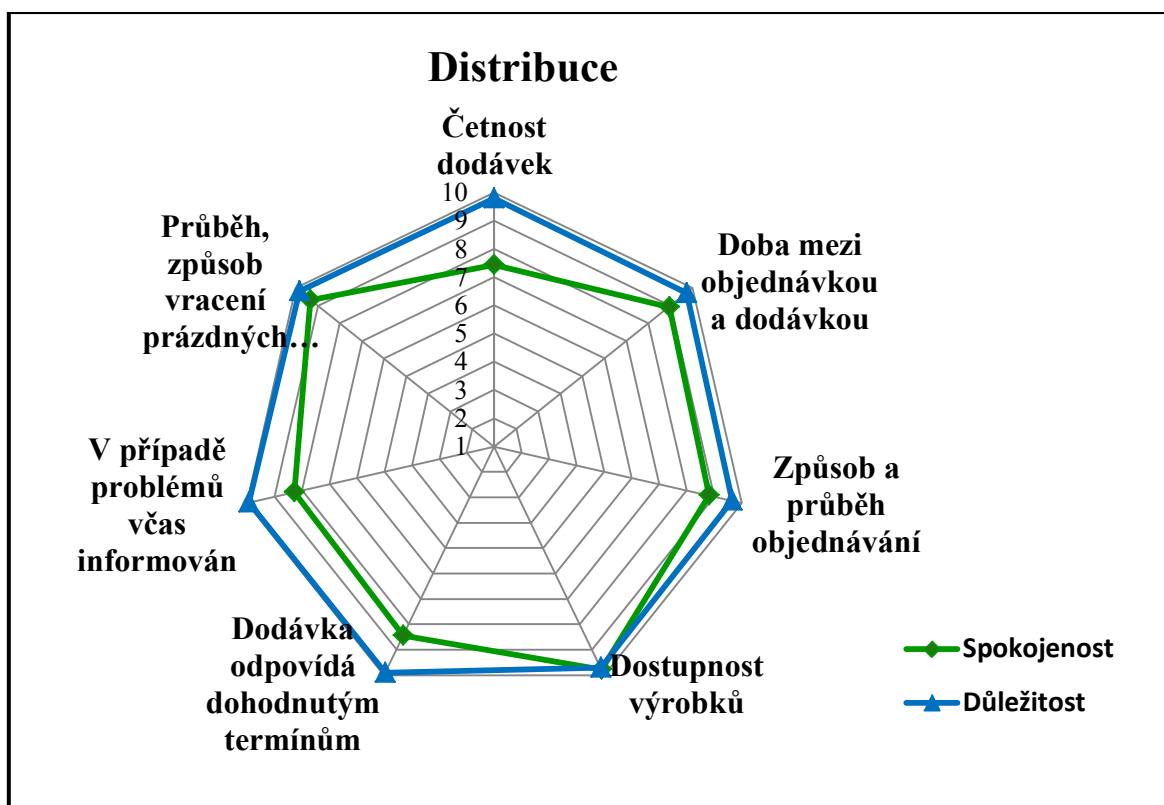 Distribuce
Četnost
dodávek
10
9
8
7
6
5
4
3
2
1
Doba mezi
objednávkou
a dodávkou
Způsob a
průběh
objednávání
Dostupnost
výrobků
Dodávka
odpovídá
dohodnutým
termínům
V případě
problémů
včas
informován
Průběh,
způsob
vracení
prázdných…
Spokojenost
Důležitost